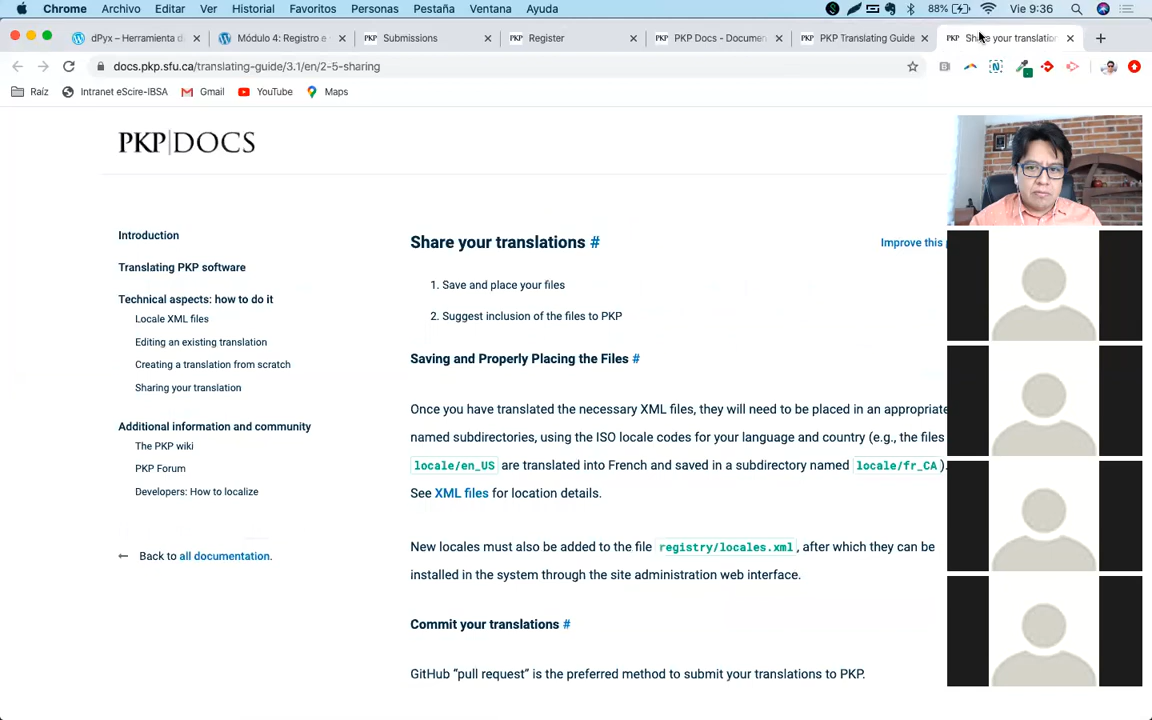 Chrome Archivo Editar Ver Historial Favoritos Personas Pestaña Ventana Ayuda 88% Vie 9:36
dPyx – Herramienta d
Módulo 4: Registro e
PKP Submissions
PKP Register
PKP PKP Docs - Documen
PKP PKP Translating Guide
PKP Share your translation
docs.pkp.sfu.ca/translating-guide/3.1/en/2-5-sharing
Raíz Intranet eScire-IBSA Gmail YouTube Maps
PKP|DOCS
Introduction
Translating PKP software
Technical aspects: how to do it
Locale XML files
Editing an existing translation
Creating a translation from scratch
Sharing your translation
Additional information and community
The PKP wiki
PKP Forum
Developers: How to localize
← Back to all documentation.
Share your translations #
Improve this
1. Save and place your files
2. Suggest inclusion of the files to PKP
Saving and Properly Placing the Files #
Once you have translated the necessary XML files, they will need to be placed in an appropriate
named subdirectories, using the ISO locale codes for your language and country (e.g., the files
locale/en_US are translated into French and saved in a subdirectory named locale/fr_CA ).
See XML files for location details.
New locales must also be added to the file registry/locales.xml , after which they can be
installed in the system through the site administration web interface.
Commit your translations #
GitHub “pull request” is the preferred method to submit your translations to PKP.